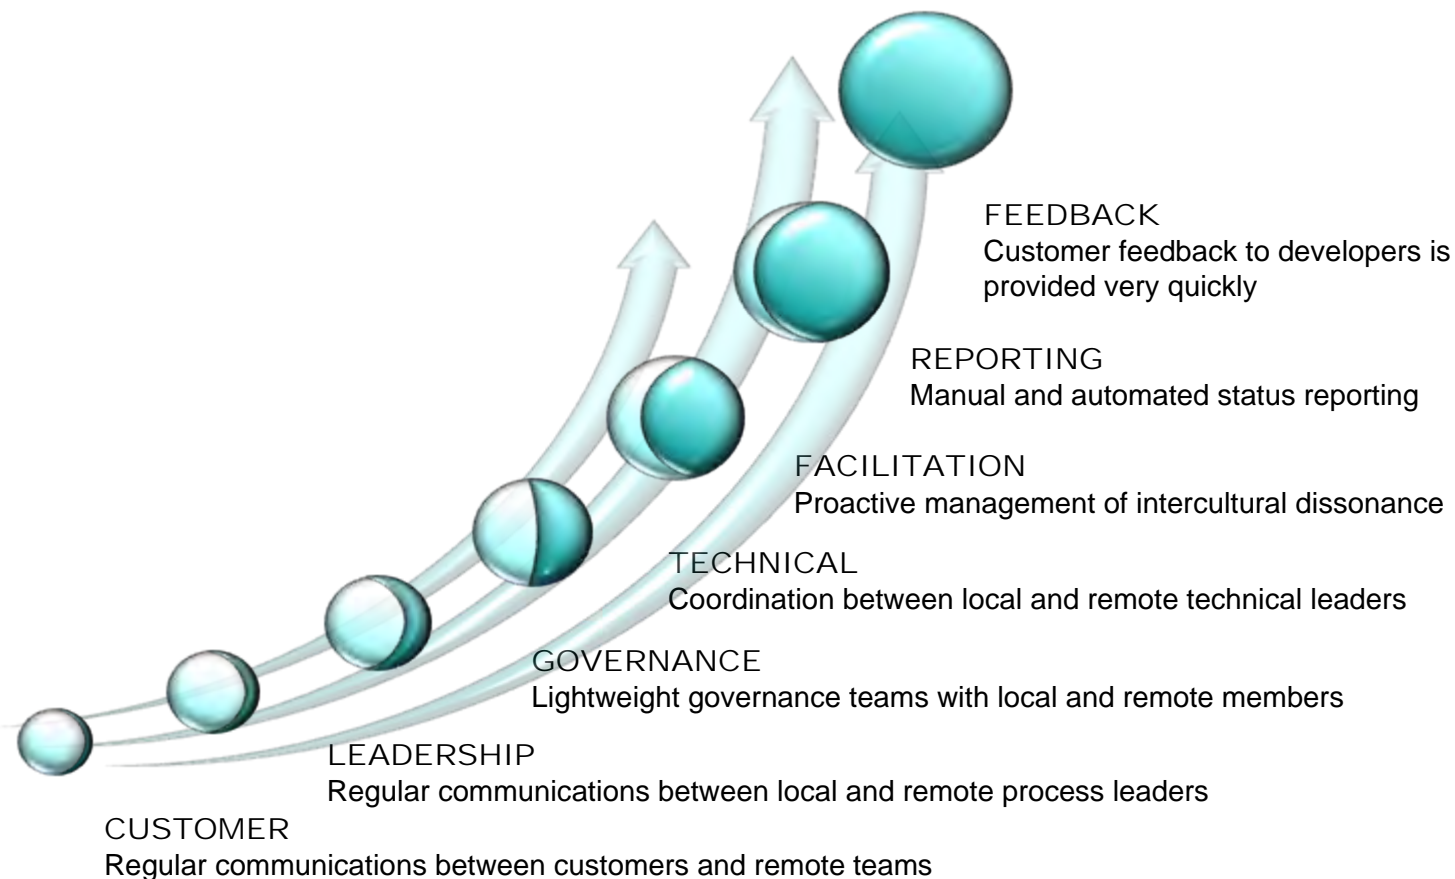 FEEDBACK
Customer feedback to developers is
provided very quickly
REPORTING
Manual and automated status reporting
FACILITATION
Proactive management of intercultural dissonance
TECHNICAL
Coordination between local and remote technical leaders
GOVERNANCE
Lightweight governance teams with local and remote members
LEADERSHIP
Regular communications between local and remote process leaders
CUSTOMER
Regular communications between customers and remote teams